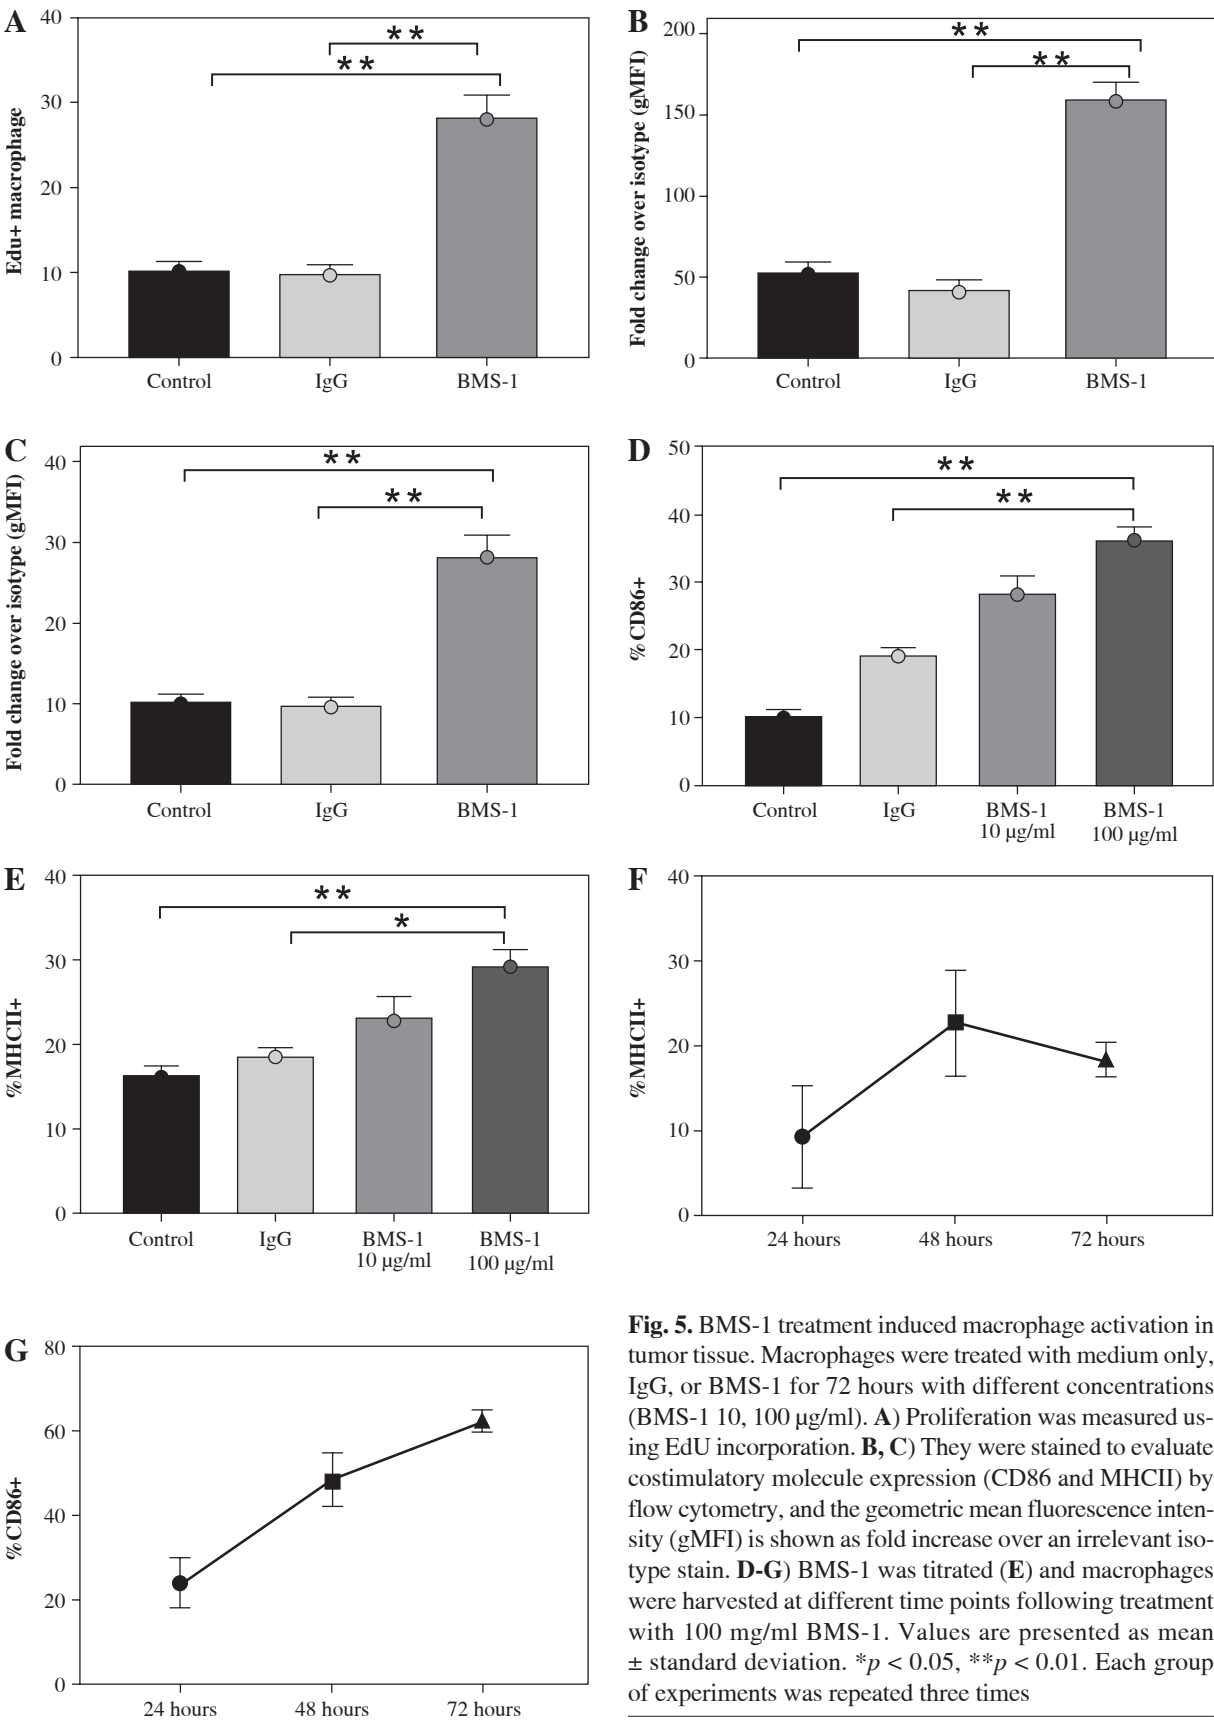 A
Edu+ macrophage
40
30
20
10
0
**
**
Control IgG BMS-1
B
Fold change over isotype (gMFI)
200
150
100
50
0
**
**
Control IgG BMS-1
C
Fold change over isotype (gMFI)
40
30
20
10
0
**
**
Control IgG BMS-1
D
%CD86+
50
40
30
20
10
0
**
**
Control IgG BMS-1 BMS-1
10 µg/ml 100 µg/ml
E
%MHCII+
40
30
20
10
0
**
*
Control IgG BMS-1 BMS-1
10 µg/ml 100 µg/ml
F
%MHCII+
40
30
20
10
0
24 hours 48 hours 72 hours
G
%CD86+
80
60
40
20
0
24 hours 48 hours 72 hours
Fig. 5. BMS-1 treatment induced macrophage activation in
tumor tissue. Macrophages were treated with medium only,
IgG, or BMS-1 for 72 hours with different concentrations
(BMS-1 10, 100 µg/ml). A) Proliferation was measured us-
ing EdU incorporation. B, C) They were stained to evaluate
costimulatory molecule expression (CD86 and MHCII) by
flow cytometry, and the geometric mean fluorescence inten-
sity (gMFI) is shown as fold increase over an irrelevant iso-
type stain. D-G) BMS-1 was titrated (E) and macrophages
were harvested at different time points following treatment
with 100 mg/ml BMS-1. Values are presented as mean
± standard deviation. *p < 0.05, **p < 0.01. Each group
of experiments was repeated three times